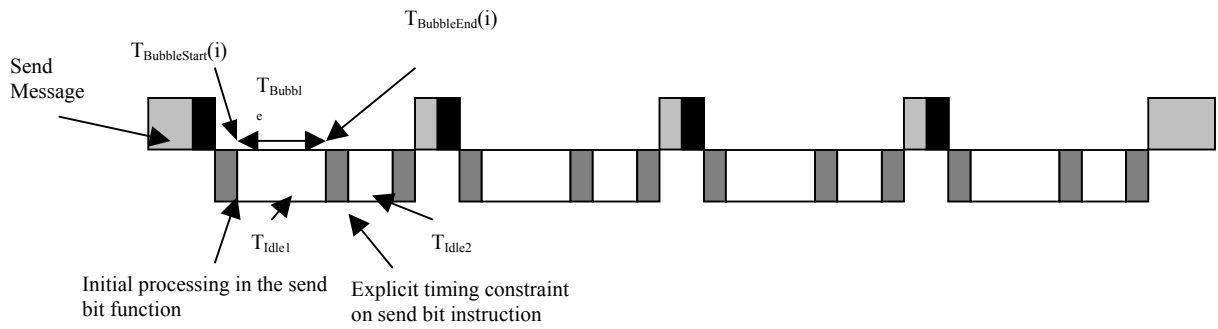 T_BubbleEnd(i)
T_BubbleStart(i)
Send
Message
T_Bubbl
e
T_Idle1
T_Idle2
Initial processing in the send
bit function
Explicit timing constraint
on send bit instruction